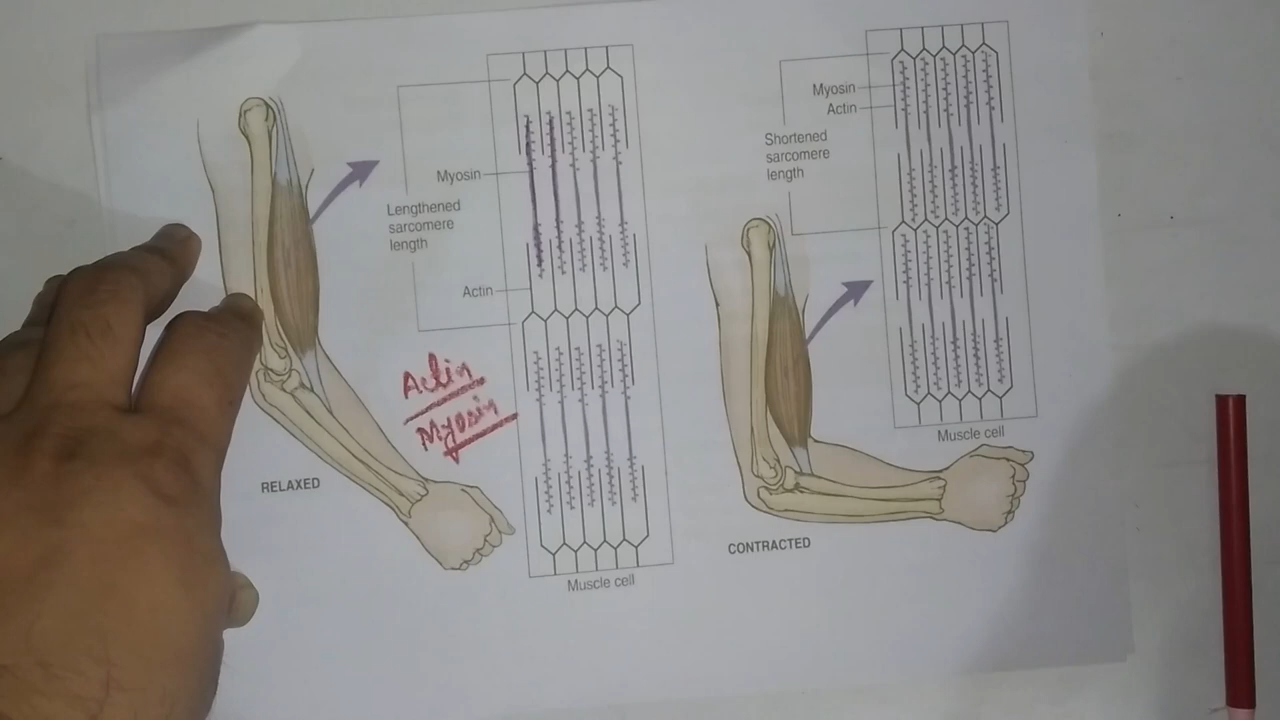 Myosin
Lengthened
sarcomere
length
Actin
Actin
Myosin
RELAXED
Muscle cell
Myosin
Actin
Shortened
sarcomere
length
Muscle cell
CONTRACTED